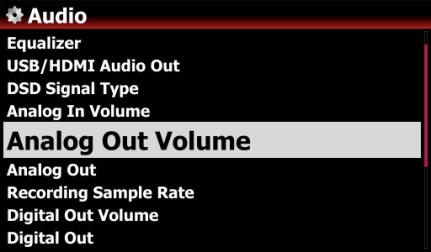 Audio
Equalizer
USB/HDMI Audio Out
DSD Signal Type
Analog In Volume
Analog Out Volume
Analog Out
Recording Sample Rate
Digital Out Volume
Digital Out